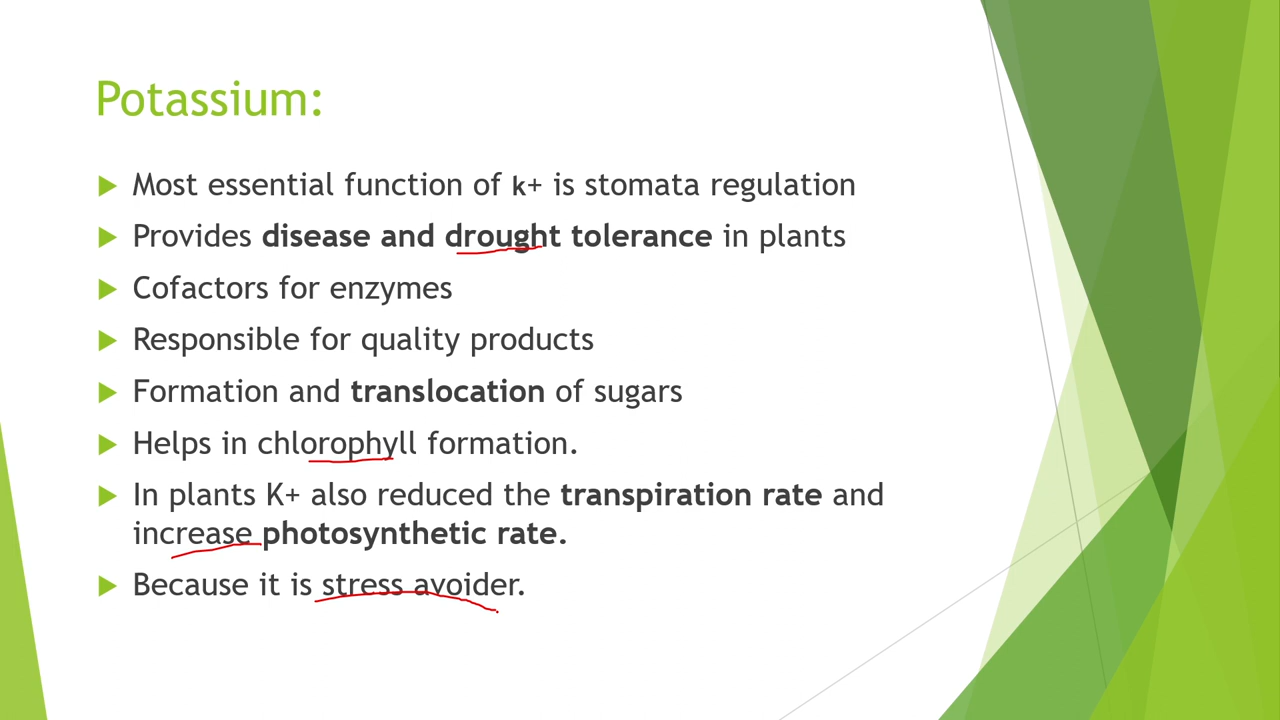 Potassium:
Most essential function of k+ is stomata regulation
Provides disease and drought tolerance in plants
Cofactors for enzymes
Responsible for quality products
Formation and translocation of sugars
Helps in chlorophyll formation.
In plants K+ also reduced the transpiration rate and
increase photosynthetic rate.
Because it is stress avoider.